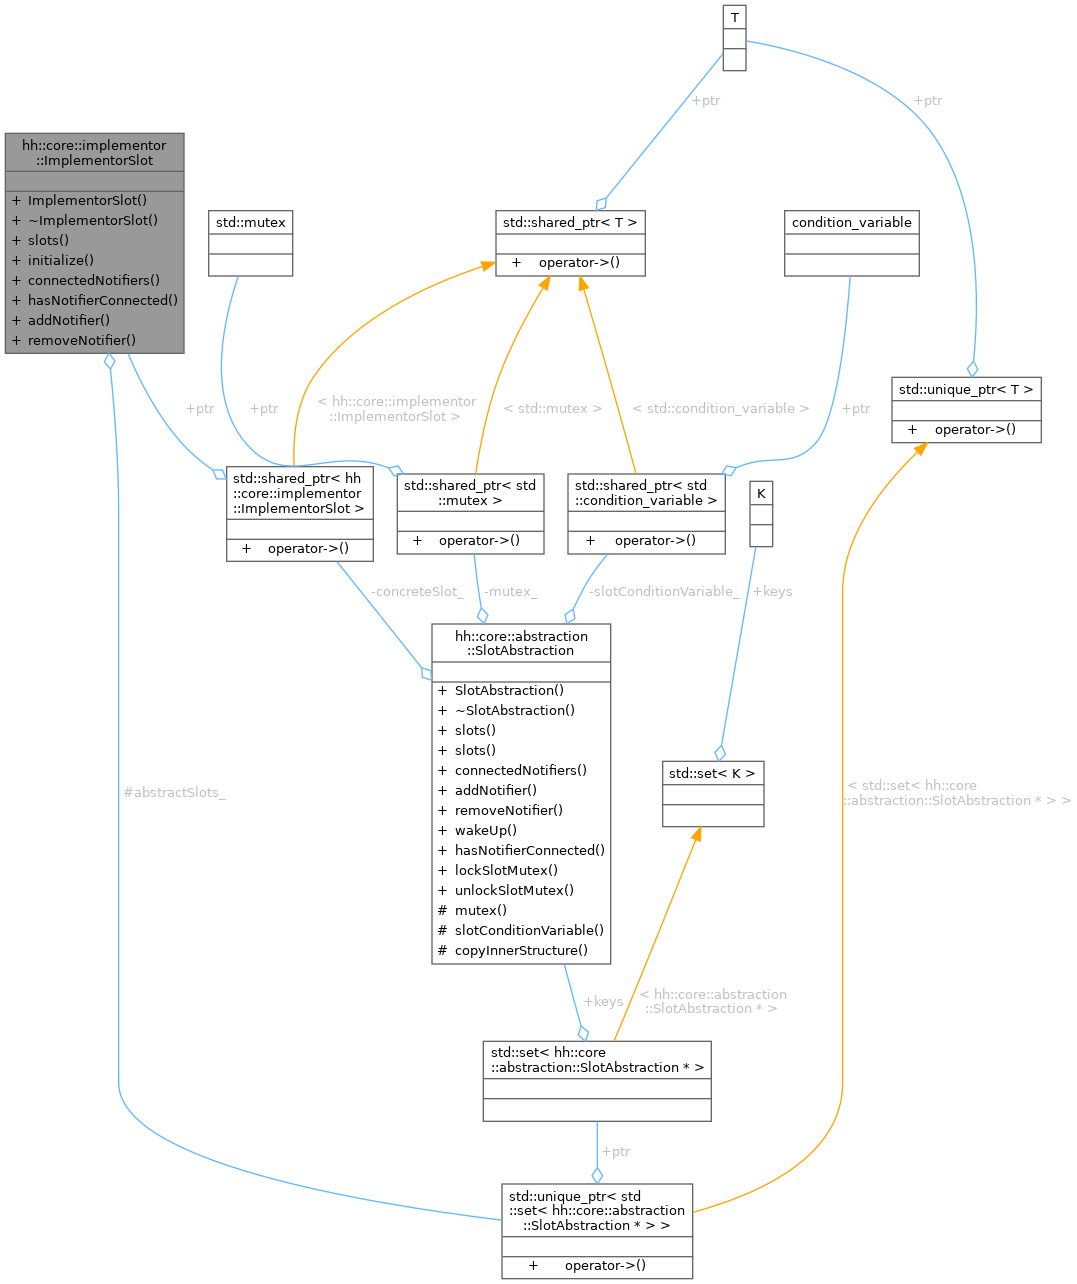 T
+ptr
+ptr
hh::core::implementor
::ImplementorSlot
+ ImplementorSlot()
+ ~ImplementorSlot()
+ slots()
+ initialize()
+ connectedNotifiers()
+ hasNotifierConnected()
+ addNotifier()
+ removeNotifier()
std::mutex
std::shared_ptr< T >
+ operator->()
condition_variable
std::unique_ptr< T >
+ operator->()
+ptr
+ptr
< hh::core::implementor
::ImplementorSlot >
< std::mutex >
< std::condition_variable >
+ptr
std::shared_ptr< hh
::core::implementor
::ImplementorSlot >
+ operator->()
std::shared_ptr< std
::mutex >
+ operator->()
std::shared_ptr< std
::condition_variable >
+ operator->()
K
-concreteSlot_
-mutex_
-slotConditionVariable_
+keys
hh::core::abstraction
::SlotAbstraction
+ SlotAbstraction()
+ ~SlotAbstraction()
+ slots()
+ slots()
+ connectedNotifiers()
+ addNotifier()
+ removeNotifier()
+ wakeUp()
+ hasNotifierConnected()
+ lockSlotMutex()
+ unlockSlotMutex()
# mutex()
# slotConditionVariable()
# copyInnerStructure()
std::set< K >
#abstractSlots_
< std::set< hh::core
::abstraction::SlotAbstraction * > >
+keys
< hh::core::abstraction
::SlotAbstraction * >
std::set< hh::core
::abstraction::SlotAbstraction * >
+ptr
std::unique_ptr< std
::set< hh::core::abstraction
::SlotAbstraction * > >
+ operator->()